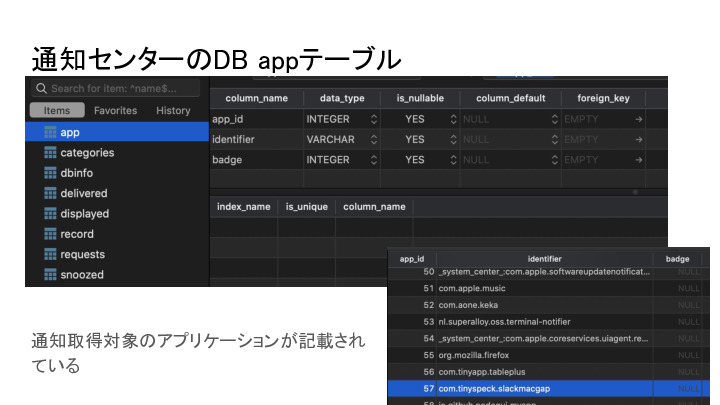 通知センターのDB appテーブル
Search for item: ^name$...
Items Favorites History
app
categories
dbinfo
delivered
displayed
record
requests
snoozed
column_name data_type is_nullable column_default foreign_key
app_id INTEGER YES NULL EMPTY
identifier VARCHAR YES NULL EMPTY
badge INTEGER YES NULL EMPTY
index_name is_unique column_name
app_id identifier badge
50 _system_center_:com.apple.softwareupdatenotificat... NULL
51 com.apple.music NULL
52 com.aone.keka NULL
53 nl.superalloy.oss.terminal-notifier NULL
54 _system_center_:com.apple.coreservices.uiagent.re... NULL
55 org.mozilla.firefox NULL
56 com.tinyapp.tableplus NULL
57 com.tinyspeck.slackmacgap NULL
通知取得対象のアプリケーションが記載され
ている